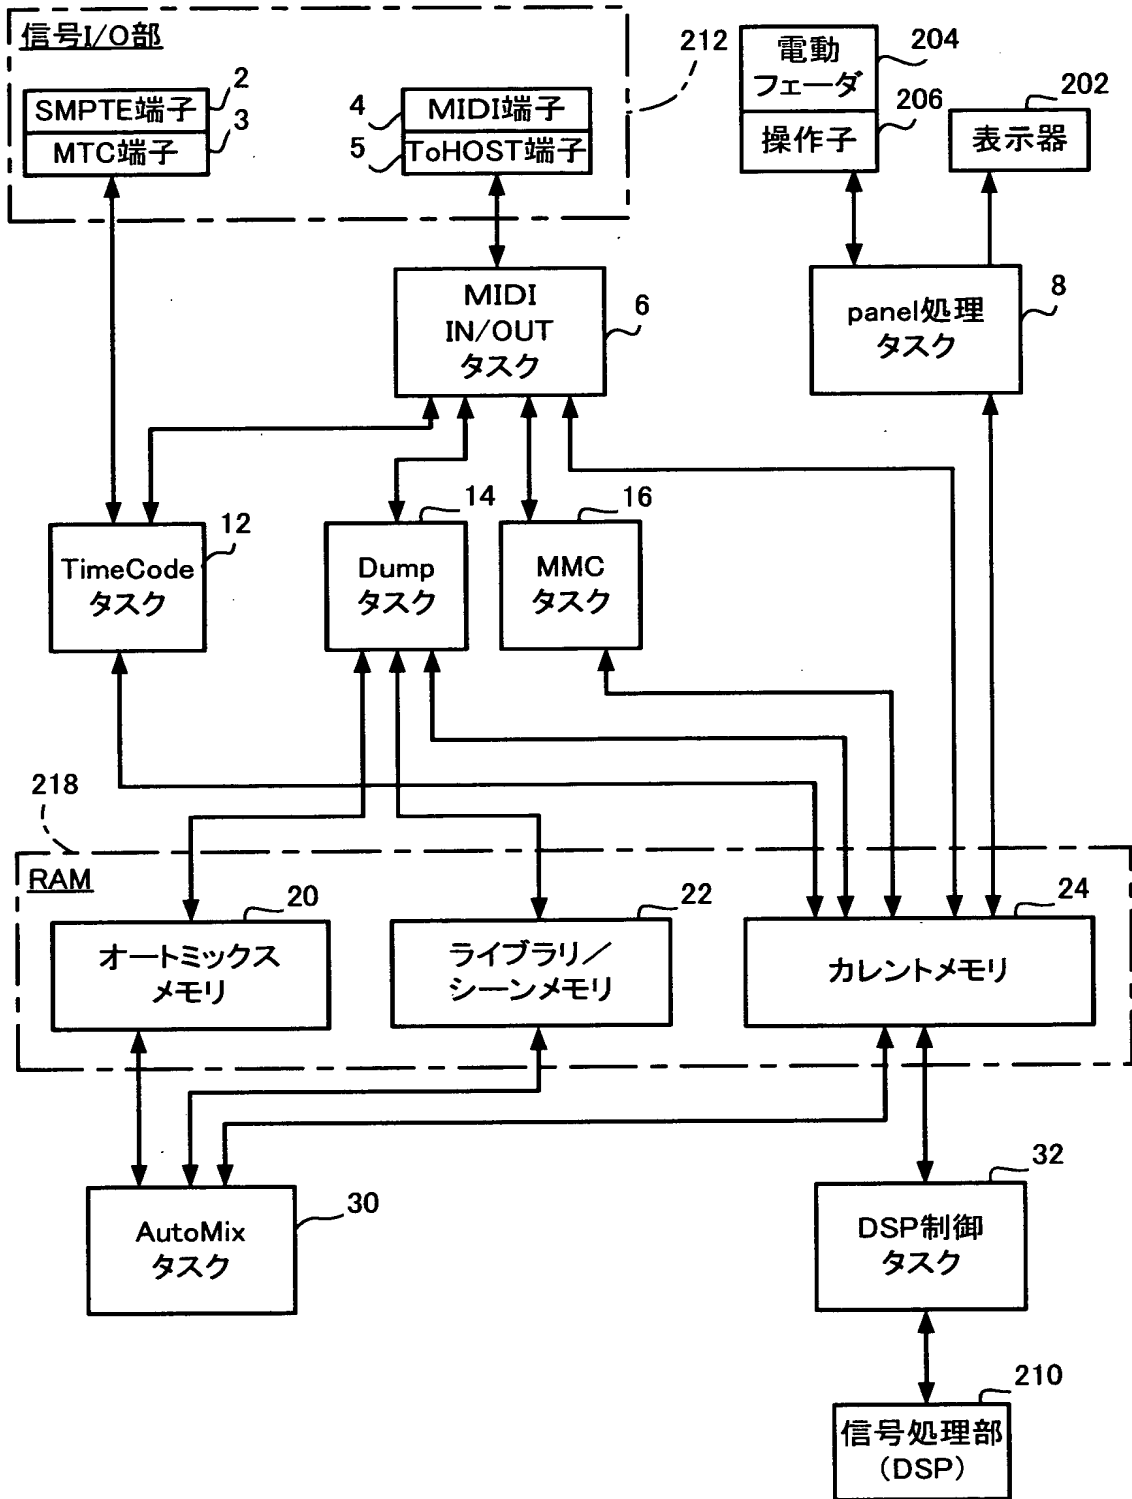 信号I/O部
SMPTE端子
2
MTC端子
3
4
MIDI端子
5
ToHOST端子
212
電動
フェーダ
204
操作子
206
表示器
202
MIDI
IN/OUT
タスク
6
panel処理
タスク
8
TimeCode
タスク
12
Dump
タスク
14
MMC
タスク
16
218
RAM
オートミックス
メモリ
20
ライブラリ／
シーンメモリ
22
カレントメモリ
24
AutoMix
タスク
30
DSP制御
タスク
32
信号処理部
(DSP)
210